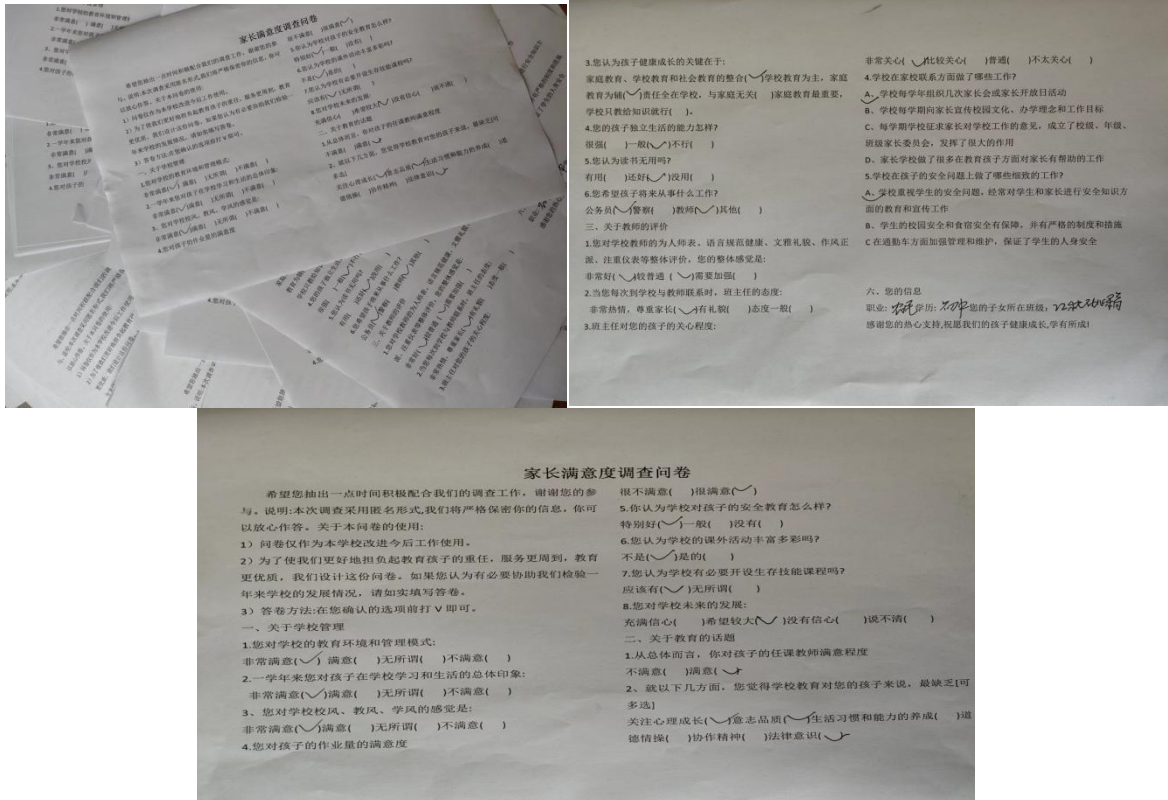 家长满意度调查问卷
希望您抽出一点时间积极配合我们的调查工作，谢谢您的参
与。说明:本次调查采用匿名形式,我们将严格保密你的信息，你可
以放心作答。关于本问卷的使用:
1）问卷仅作为本学校改进今后工作使用。
2）为了使我们更好地担负起教育孩子的重任，服务更周到，教育
更优质，我们设计这份问卷。如果您认为有必要协助我们检验一
年来学校的发展情况，请如实填写答卷。
3）答卷方法:在您确认的选项前打 V 即可。
一、关于学校管理
1.您对学校的教育环境和管理模式:
非常满意(✓) 满意( )无所谓( )不满意( )
2.一学年来您对孩子在学校学习和生活的总体印象:
非常满意(✓)满意( )无所谓( )不满意( )
3、您对学校校风、教风、学风的感觉是:
非常满意(✓)满意( )无所谓( )不满意( )
4.您对孩子的作业量的满意度
很不满意( )很满意(✓)
5.你认为学校对孩子的安全教育怎么样?
特别好(✓)一般( )没有( )
6.您认为学校的课外活动丰富多彩吗?
不是(✓)是的( )
7.您认为学校有必要开设生存技能课程吗?
应该有(✓)无所谓( )
8.您对学校未来的发展:
充满信心( )希望较大(✓)没有信心( )说不清( )
二、关于教育的话题
1.从总体而言，你对孩子的任课教师满意程度
不满意( )满意(✓)
2、就以下几方面，您觉得学校教育对您的孩子来说，最缺乏[可
多选]
关注心理成长(✓)意志品质(✓)生活习惯和能力的养成( )道
德情操( )协作精神( )法律意识(✓)
3.您认为孩子健康成长的关键在于:
家庭教育、学校教育和社会教育的整合(✓)学校教育为主，家庭
教育为辅(✓)责任全在学校，与家庭无关( )家庭教育最重要，
学校只教给知识就行( )。
4.您的孩子独立生活的能力怎样?
很强( )一般(✓)不行( )
5.您认为读书无用吗?
有用( )还好(✓)没用( )
6.您希望孩子将来从事什么工作?
公务员(✓)警察( )教师(✓)其他( )
三、关于教师的评价
1.您对学校教师的为人师表、语言规范健康、文雅礼貌、作风正
派、注重仪表等整体评价，您的整体感觉是:
非常好(✓)较普通(✓)需要加强( )
2.当您每次到学校与教师联系时，班主任的态度:
非常热情，尊重家长(✓)有礼貌( )态度一般( )
3.班主任对您的孩子的关心程度:
非常关心(✓)比较关心( )普通( )不太关心( )
4.学校在家校联系方面做了哪些工作?
A、学校每学年组织几次家长会或家长开放日活动
B、学校每学期向家长宣传校园文化、办学理念和工作目标
C、每学期学校征求家长对学校工作的意见，成立了校级、年级、
班级家长委员会，发挥了很大的作用
D、家长学校做了很多在教育孩子方面对家长有帮助的工作
5.学校在孩子的安全问题上做了哪些细致的工作?
A、学校重视学生的安全问题，经常对学生和家长进行安全知识方
面的教育和宣传工作
B、学生的校园安全和食宿安全有保障，并有严格的制度和措施
C 在通勤车方面加强管理和维护，保证了学生的人身安全
六、您的信息
职业: 农民 学历: 初中 您的子女所在班级:
感谢您的热心支持,祝愿我们的孩子健康成长,学有所成!